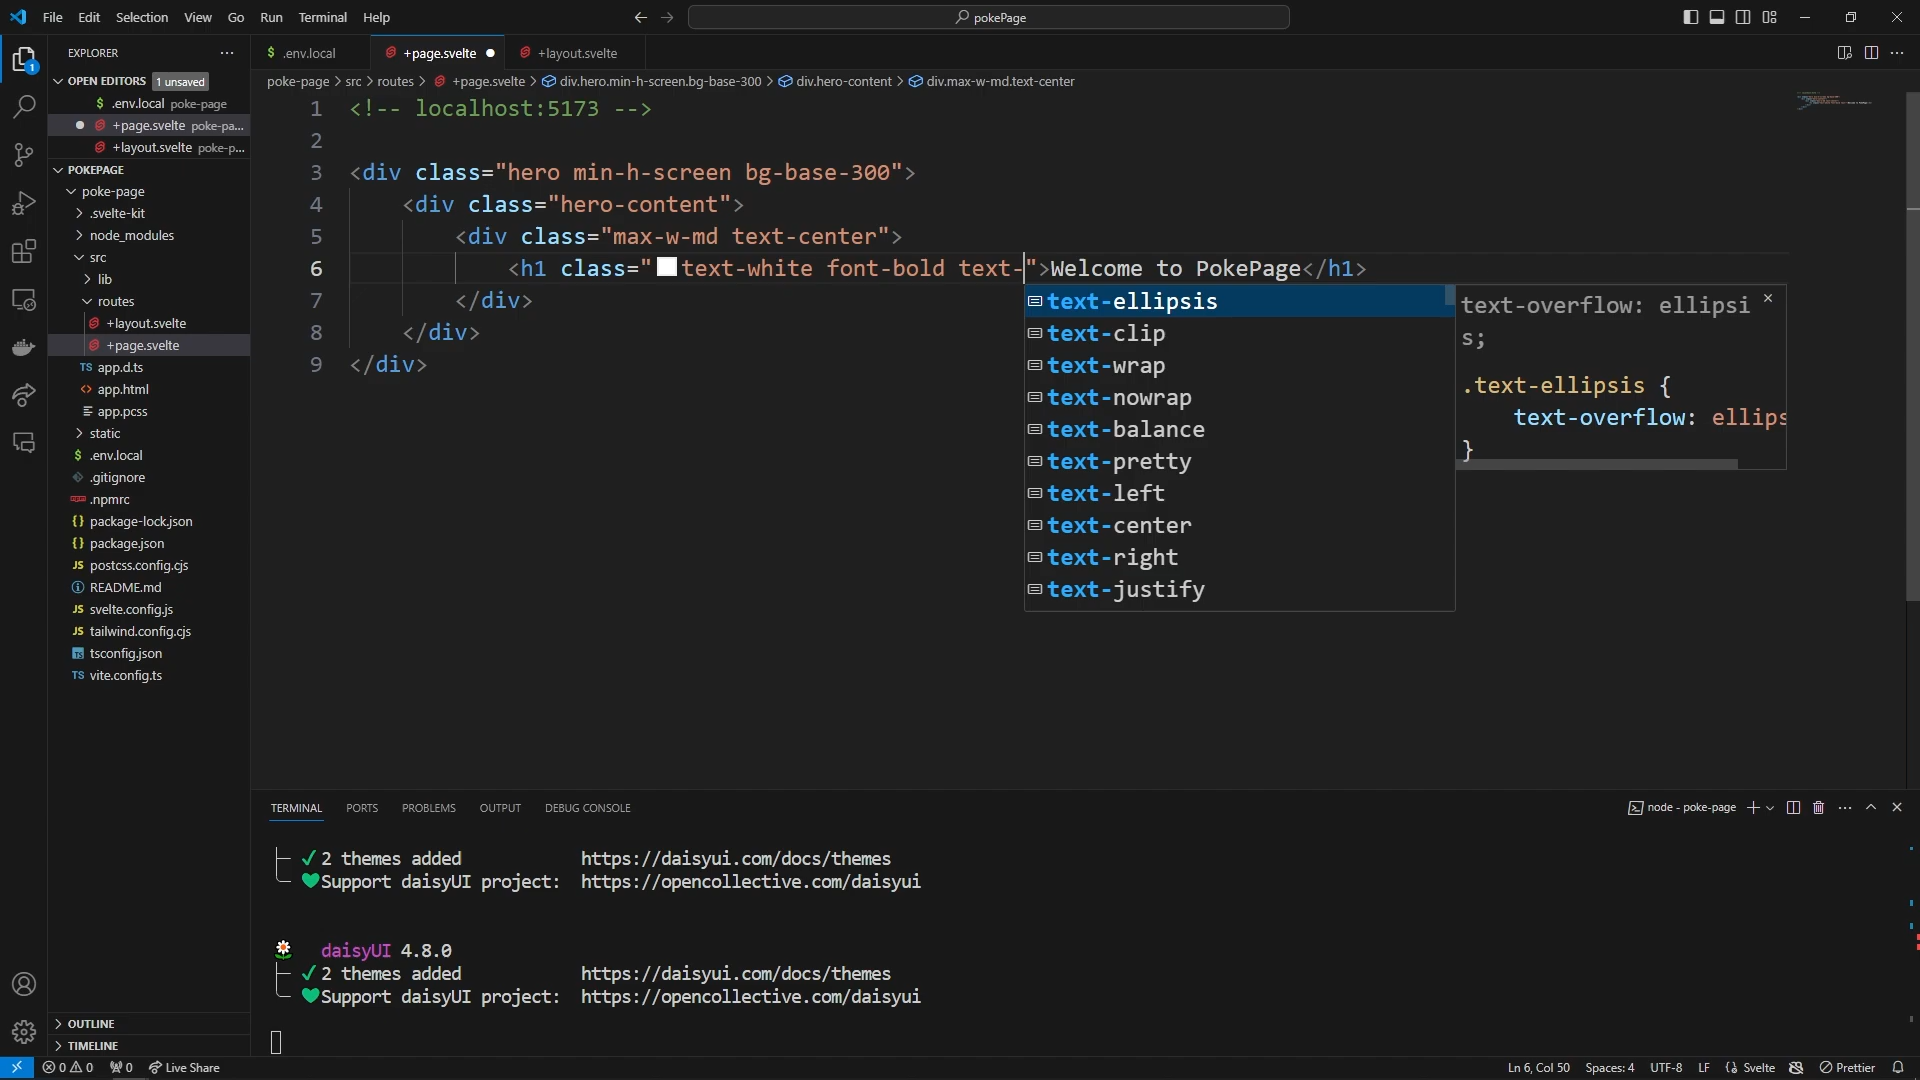 File Edit Selection View Go Run Terminal Help
pokePage
EXPLORER
OPEN EDITORS 1 unsaved
$ .env.local poke-page
+page.svelte poke-pa...
+layout.svelte poke-p...
POKEPAGE
poke-page
.svelte-kit
node_modules
src
lib
routes
+layout.svelte
+page.svelte
TS app.d.ts
<> app.html
app.pcss
static
$ .env.local
.gitignore
.npmrc
{} package-lock.json
{} package.json
JS postcss.config.cjs
README.md
JS svelte.config.js
JS tailwind.config.cjs
tsconfig.json
TS vite.config.ts
OUTLINE
TIMELINE
$ .env.local
+page.svelte
+layout.svelte
poke-page > src > routes > +page.svelte > div.hero.min-h-screen.bg-base-300 > div.hero-content > div.max-w-md.text-center
1 <!-- localhost:5173 -->
2
3 <div class="hero min-h-screen bg-base-300">
4 <div class="hero-content">
5 <div class="max-w-md text-center">
6 <h1 class="text-white font-bold text-">Welcome to PokePage</h1>
7 </div>
8 </div>
9 </div>
text-ellipsis
text-clip
text-wrap
text-nowrap
text-balance
text-pretty
text-left
text-center
text-right
text-justify
text-overflow: ellipsi
s;
.text-ellipsis {
text-overflow: ellips
}
TERMINAL PORTS PROBLEMS OUTPUT DEBUG CONSOLE
node - poke-page
✓ 2 themes added https://daisyui.com/docs/themes
Support daisyUI project: https://opencollective.com/daisyui
daisyUI 4.8.0
✓ 2 themes added https://daisyui.com/docs/themes
Support daisyUI project: https://opencollective.com/daisyui
0 0 0 Live Share
Ln 6, Col 50 Spaces: 4 UTF-8 LF Svelte Prettier
1